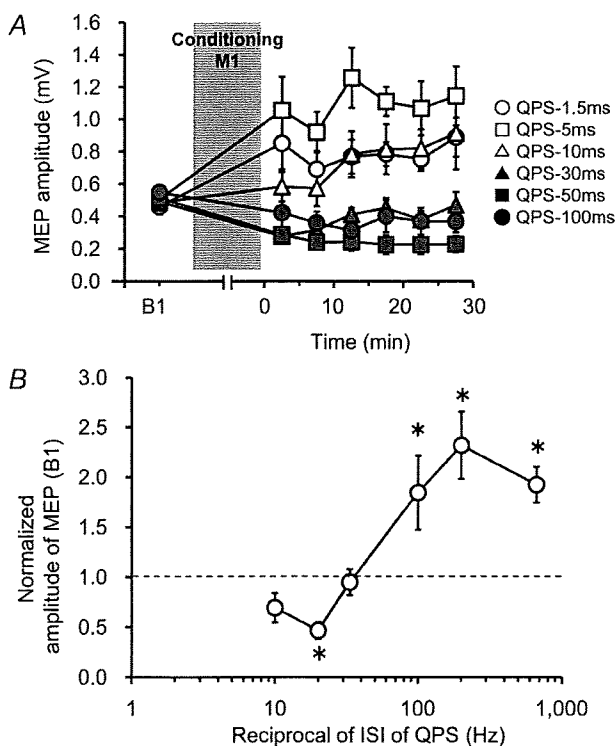 A
Conditioning
M1
MEP amplitude (mV)
1.6
1.4
1.2
1.0
0.8
0.6
0.4
0.2
0.0
B1
0
10
20
30
Time (min)
QPS-1.5ms
QPS-5ms
QPS-10ms
QPS-30ms
QPS-50ms
QPS-100ms
B
Normalized
amplitude of MEP (B1)
3.0
2.5
2.0
1.5
1.0
0.5
0.0
*
*
*
*
1
10
100
1,000
Reciprocal of ISI of QPS (Hz)